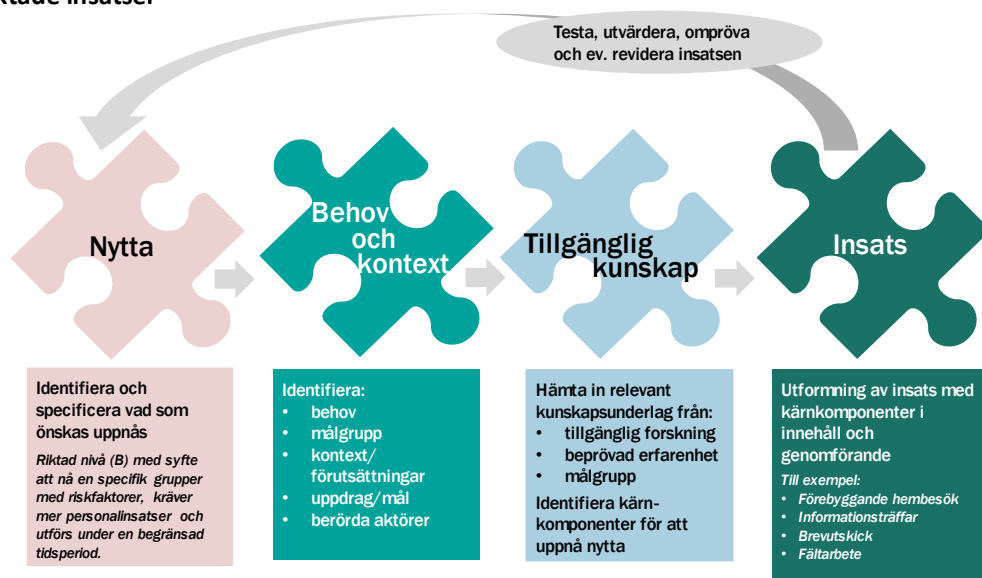 Testa, utvärdera, ompröva
och ev. revidera insatsen
Nytta
Behov
och
kontext
Tillgänglig
kunskap
Insats
Identifiera och
specificera vad som
önskas uppnås
Riktad nivå (B) med syfte
att nå en specifik grupper
med riskfaktorer, kräver
mer personalinsatser och
utförs under en begränsad
tidsperiod.
Identifiera:
• behov
• målgrupp
• kontext/
förutsättningar
• uppdrag/mål
• berörda aktörer
Hämta in relevant
kunskapsunderlag från:
• tillgänglig forskning
• beprövad erfarenhet
• målgrupp
Identifiera kärn-
komponenter för att
uppnå nytta
Utformning av insats med
kärnkomponenter i
innehåll och
genomförande
Till exempel:
• Förebyggande hembesök
• Informationsträffar
• Brevutskick
• Fältarbete